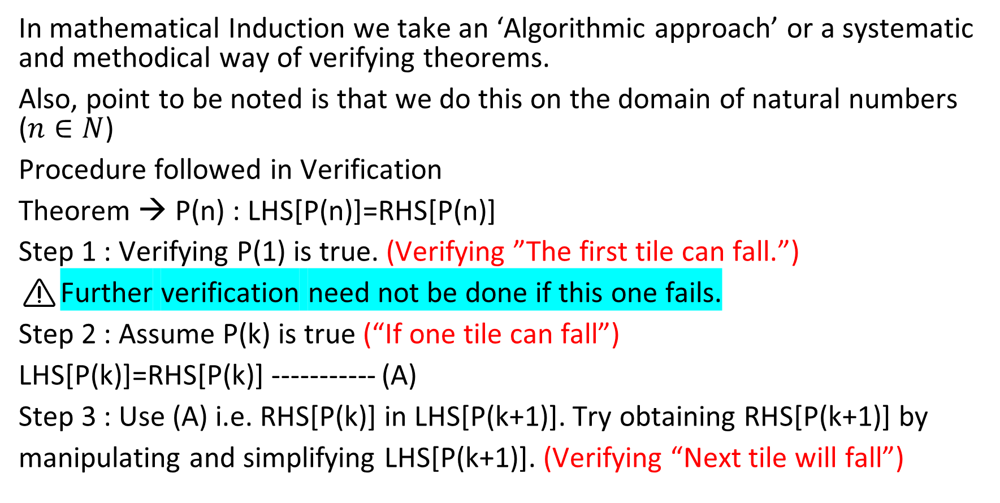 In mathematical Induction we take an ‘Algorithmic approach’ or a systematic
and methodical way of verifying theorems.
Also, point to be noted is that we do this on the domain of natural numbers
(n ∈ N)
Procedure followed in Verification
Theorem → P(n) : LHS[P(n)]=RHS[P(n)]
Step 1 : Verifying P(1) is true. (Verifying ”The first tile can fall.”)
⚠ Further verification need not be done if this one fails.
Step 2 : Assume P(k) is true (“If one tile can fall”)
LHS[P(k)]=RHS[P(k)] ----------- (A)
Step 3 : Use (A) i.e. RHS[P(k)] in LHS[P(k+1)]. Try obtaining RHS[P(k+1)] by
manipulating and simplifying LHS[P(k+1)]. (Verifying “Next tile will fall”)